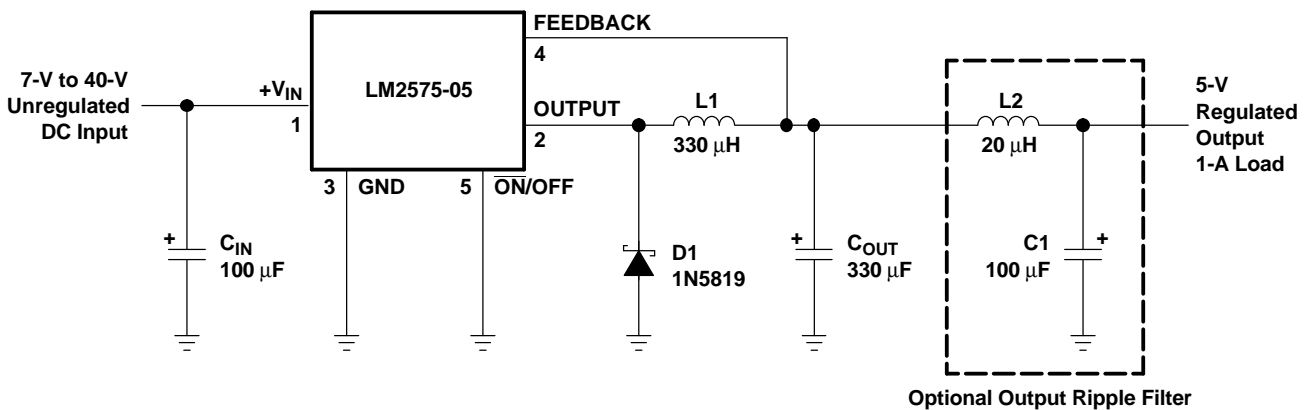 FEEDBACK
4
7-V to 40-V
Unregulated
DC Input
+VIN
1
LM2575-05
OUTPUT
2
L1
330 μH
L2
20 μH
5-V
Regulated
Output
1-A Load
3 GND
5 ON/OFF
+
CIN
100 μF
D1
1N5819
+
COUT
330 μF
C1
100 μF
+
Optional Output Ripple Filter